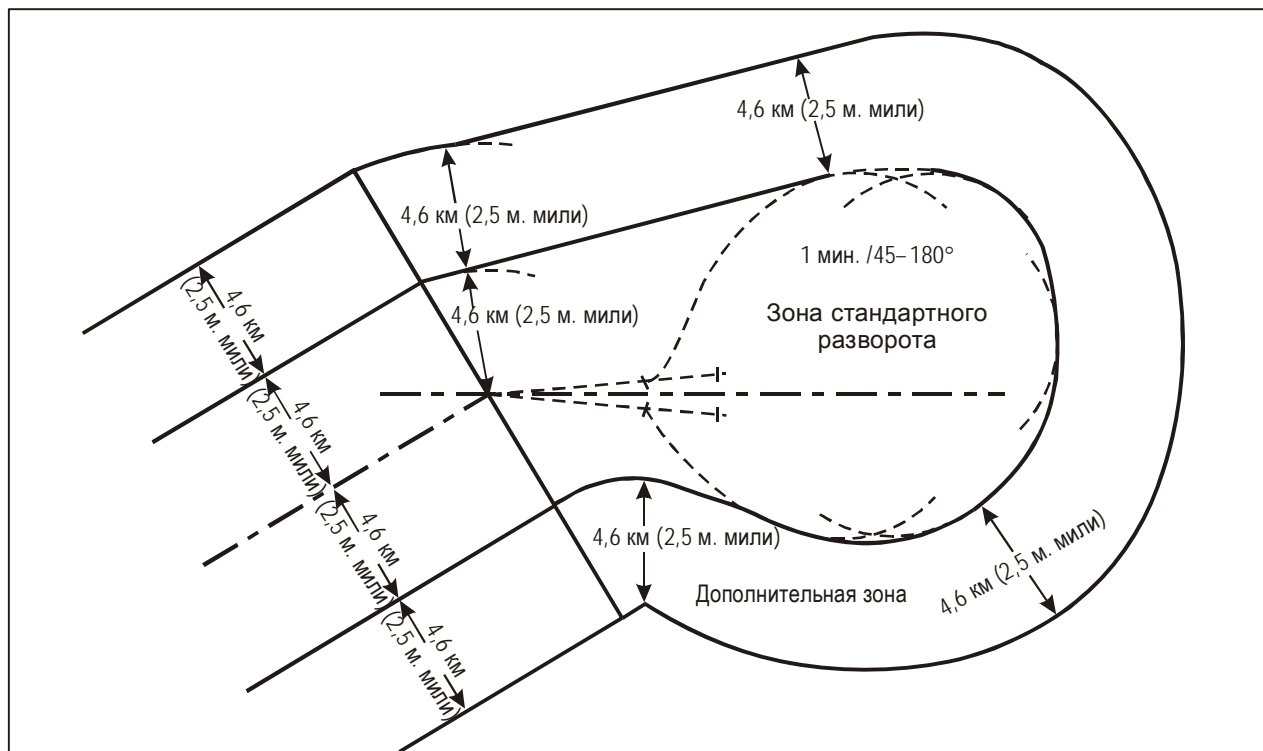 4,6 км (2,5 м. мили)
4,6 км (2,5 м. мили)
1 мин. /45–180°
4,6 км
(2,5 м. мили)
4,6 км (2,5 м. мили)
Зона стандартного
разворота
4,6 км
(2,5 м. мили)
4,6 км
(2,5 м. мили)
4,6 км (2,5 м. мили)
4,6 км (2,5 м. мили)
Дополнительная зона
4,6 км
(2,5 м. мили)